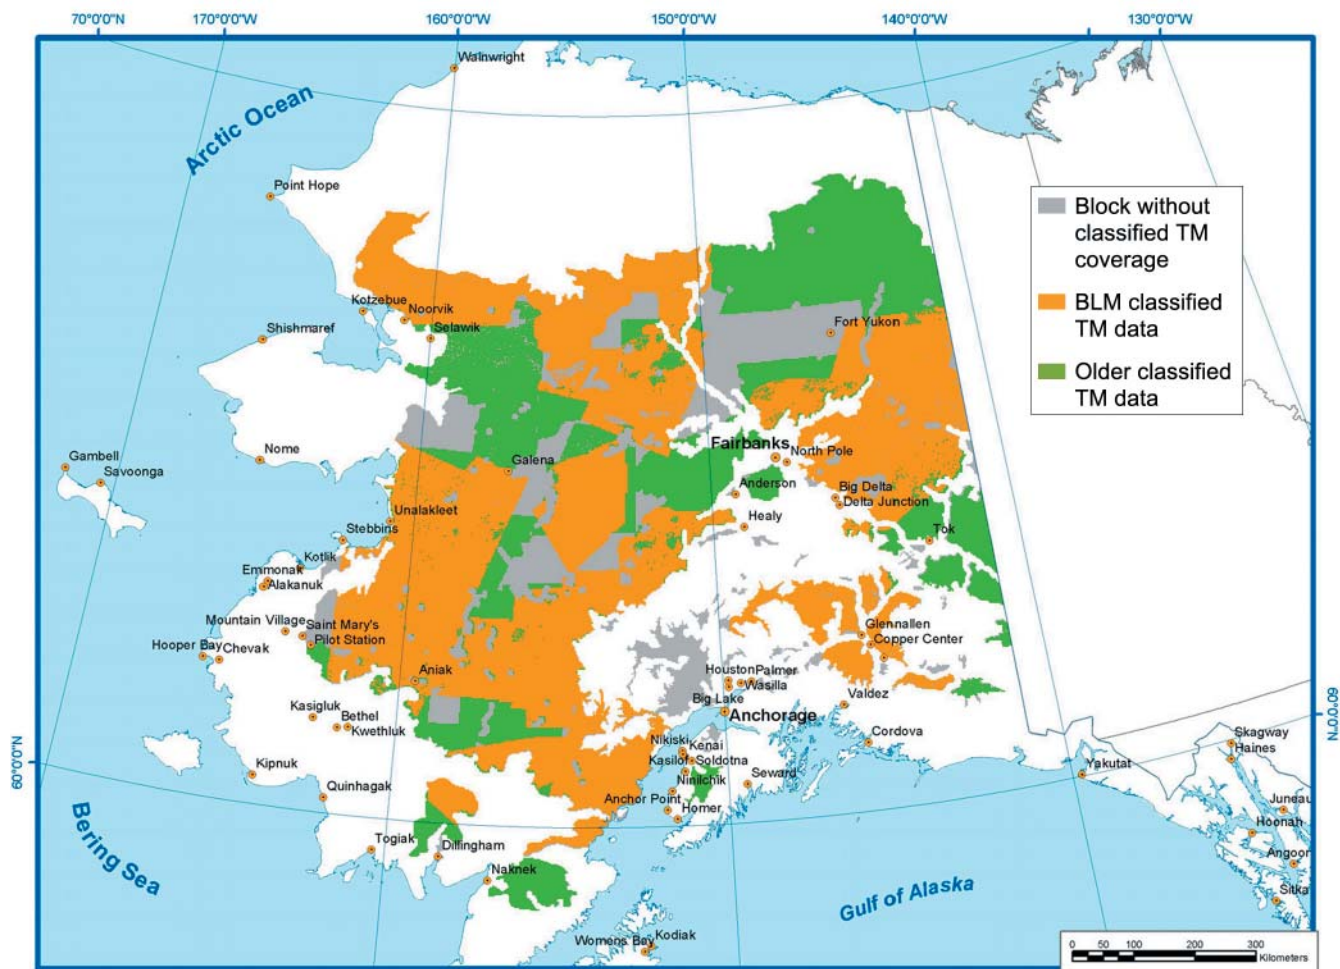 70°0'0"N
170°0'0"W
160°0'0"W
150°0'0"W
140°0'0"W
130°0'0"W
Wainwright
Arctic Ocean
Point Hope
Block without
classified TM
coverage
BLM classified
TM data
Older classified
TM data
Kotzebue
Noorvik
Shishmaref
Selawik
Fort Yukon
Fairbanks
North Pole
Nome
Gambell
Savoonga
Galena
Anderson
Big Delta
Delta Junction
Unalakleet
Healy
Tok
Stebbins
Kotlik
Emmonak
Alakanuk
Mountain Village
Saint Mary's
Pilot Station
Hooper Bay
Chevak
Glennallen
Copper Center
Aniak
Houston
Palmer
Wasilla
Big Lake
Anchorage
Valdez
Kasigluk
Bethel
Kwethluk
Cordova
60°0'0"N
60°0'0"N
Nikiski
Kenai
Kasilof
Soldotna
Ninilchik
Seward
Skagway
Haines
Yakutat
Kipnuk
Quinhagak
Anchor Point
Homer
Juneau
Hoonah
Bering Sea
Togiak
Dillingham
Angoon
Naknek
Gulf of Alaska
Sitka
Womens Bay
Kodiak
0 50 100 200 300
Kilometers